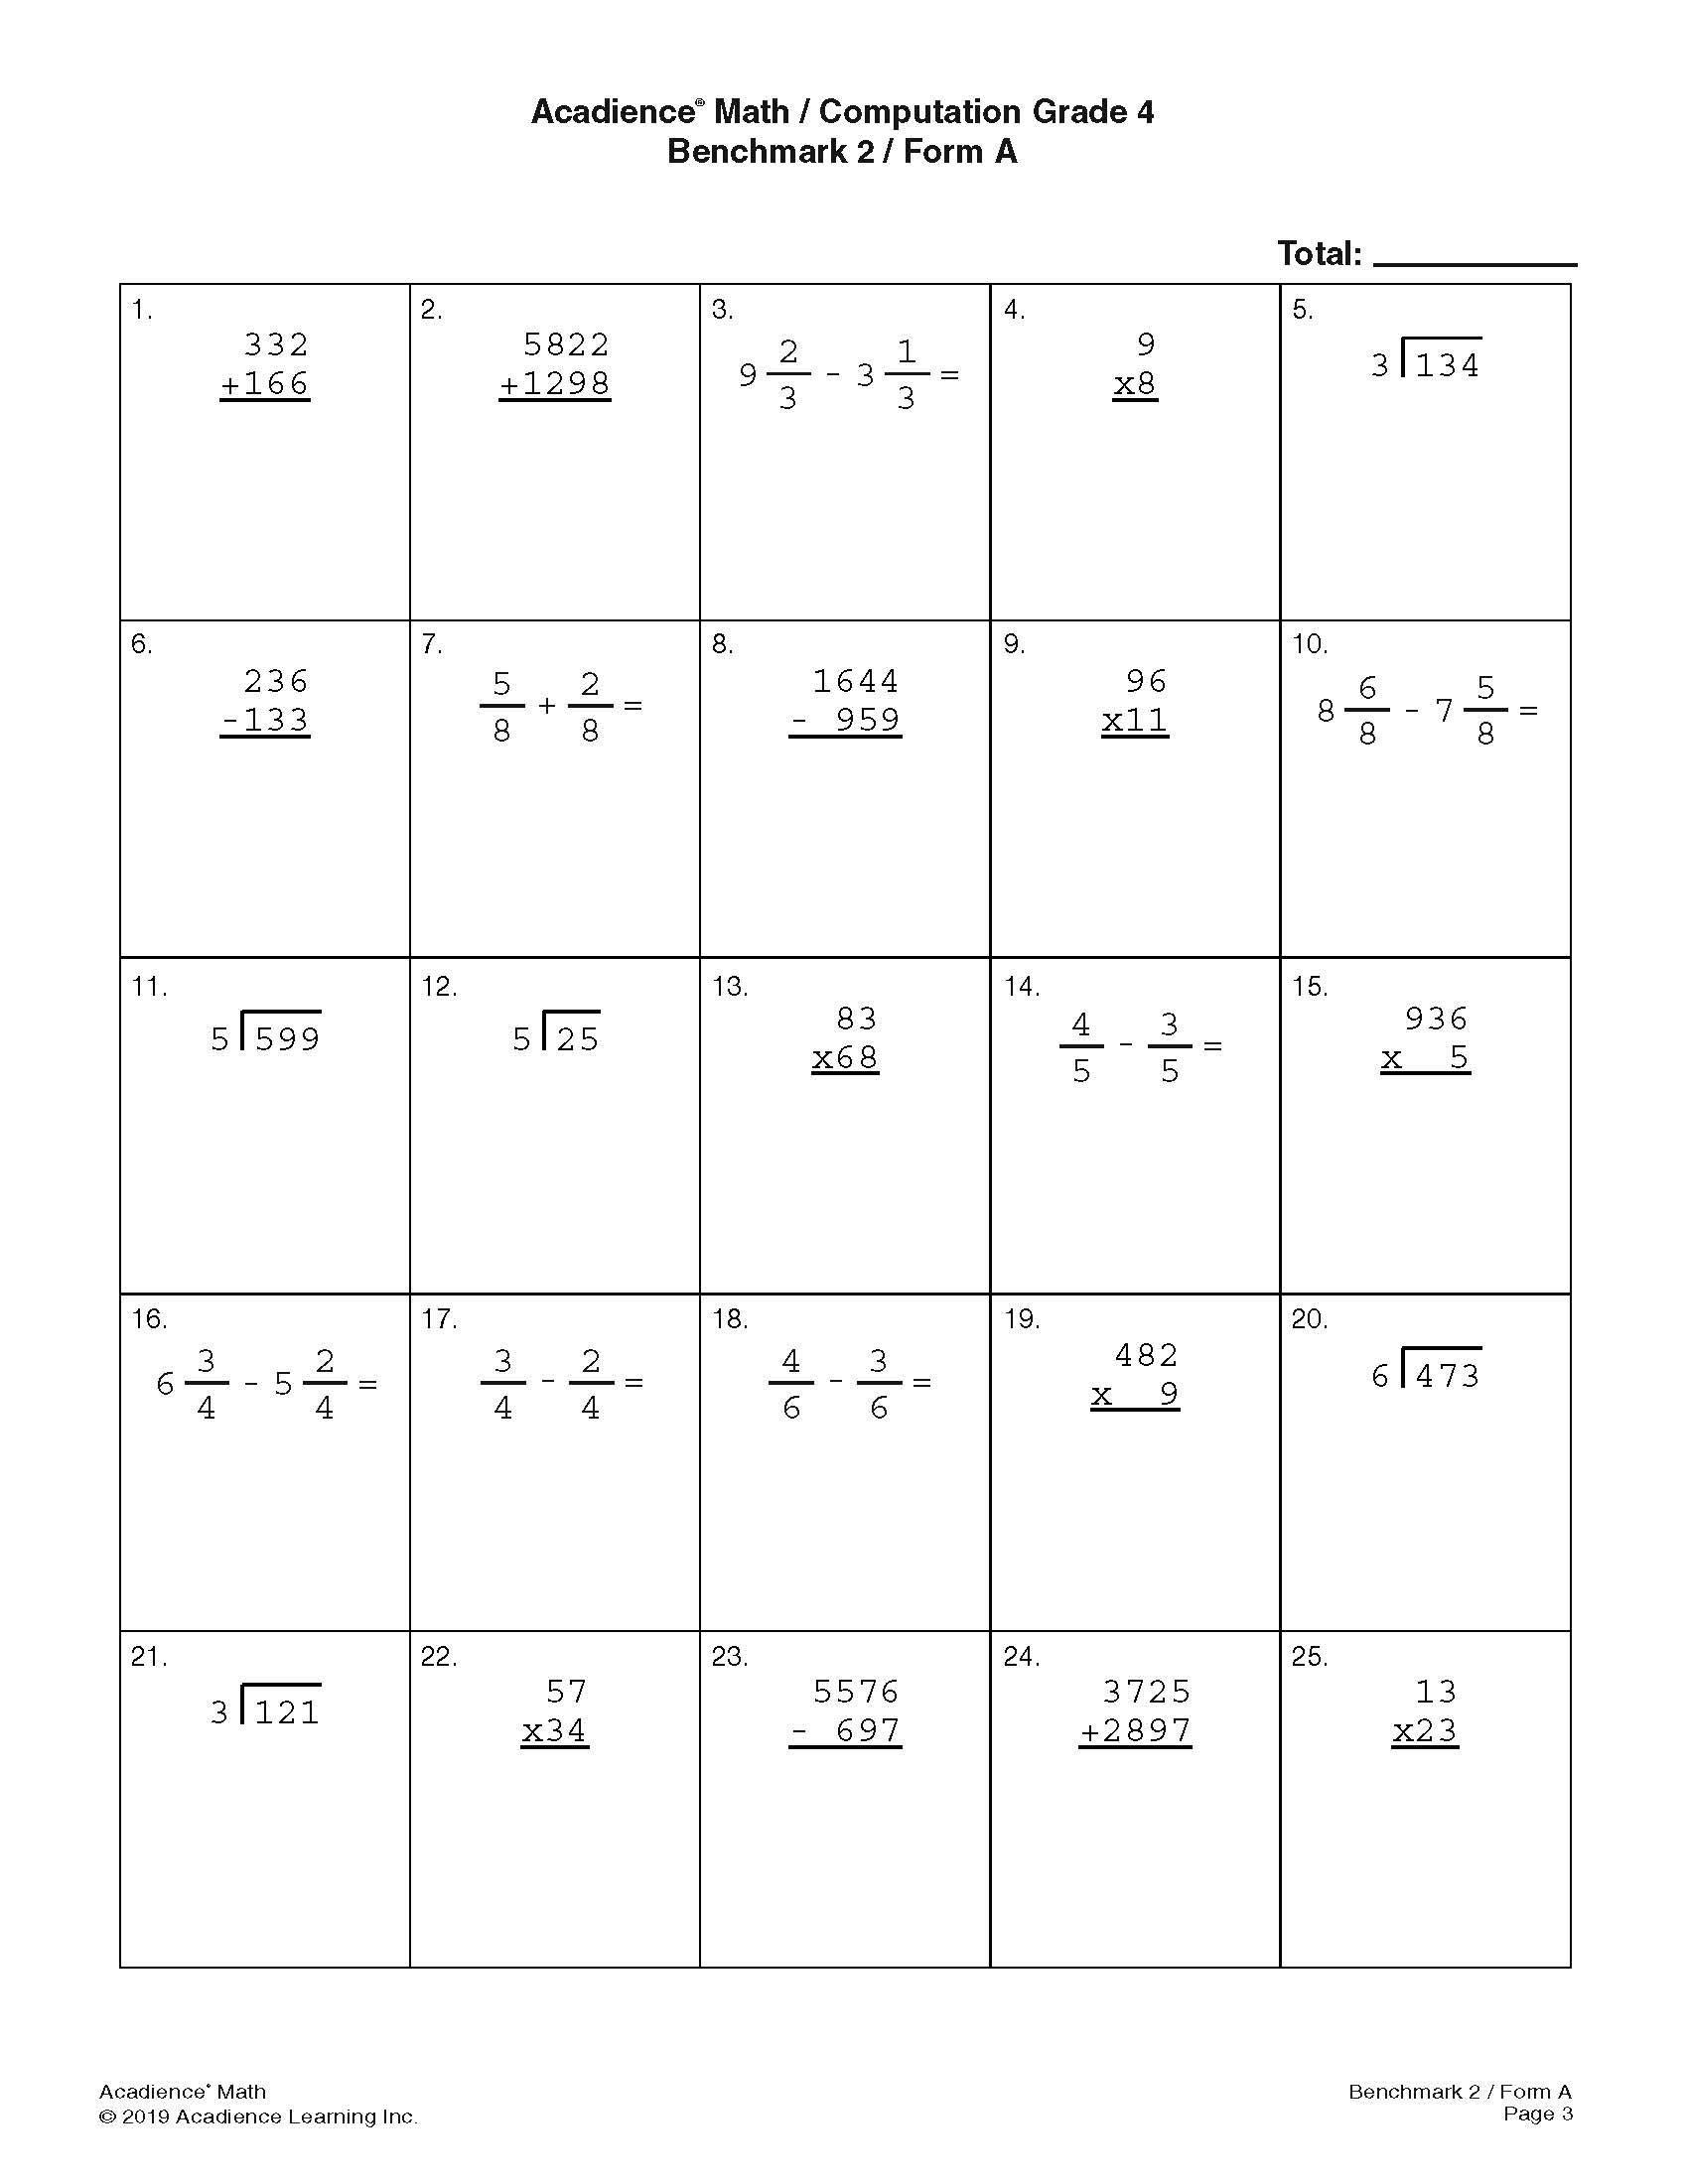 Acadience® Math / Computation Grade 4
Benchmark 2 / Form A
Total:
1.
332
+166
2.
5822
+1298
3.
9 2/3 - 3 1/3 =
4.
9
x8
5.
3 134
6.
236
-133
7.
5/8 + 2/8 =
8.
1644
- 959
9.
96
x11
10.
8 6/8 - 7 5/8 =
11.
5 599
12.
5 25
13.
83
x68
14.
4/5 - 3/5 =
15.
936
x 5
16.
6 3/4 - 5 2/4 =
17.
3/4 - 2/4 =
18.
4/6 - 3/6 =
19.
482
x 9
20.
6 473
21.
3 121
22.
57
x34
23.
5576
- 697
24.
3725
+2897
25.
13
x23
Acadience® Math
© 2019 Acadience Learning Inc.
Benchmark 2 / Form A
Page 3